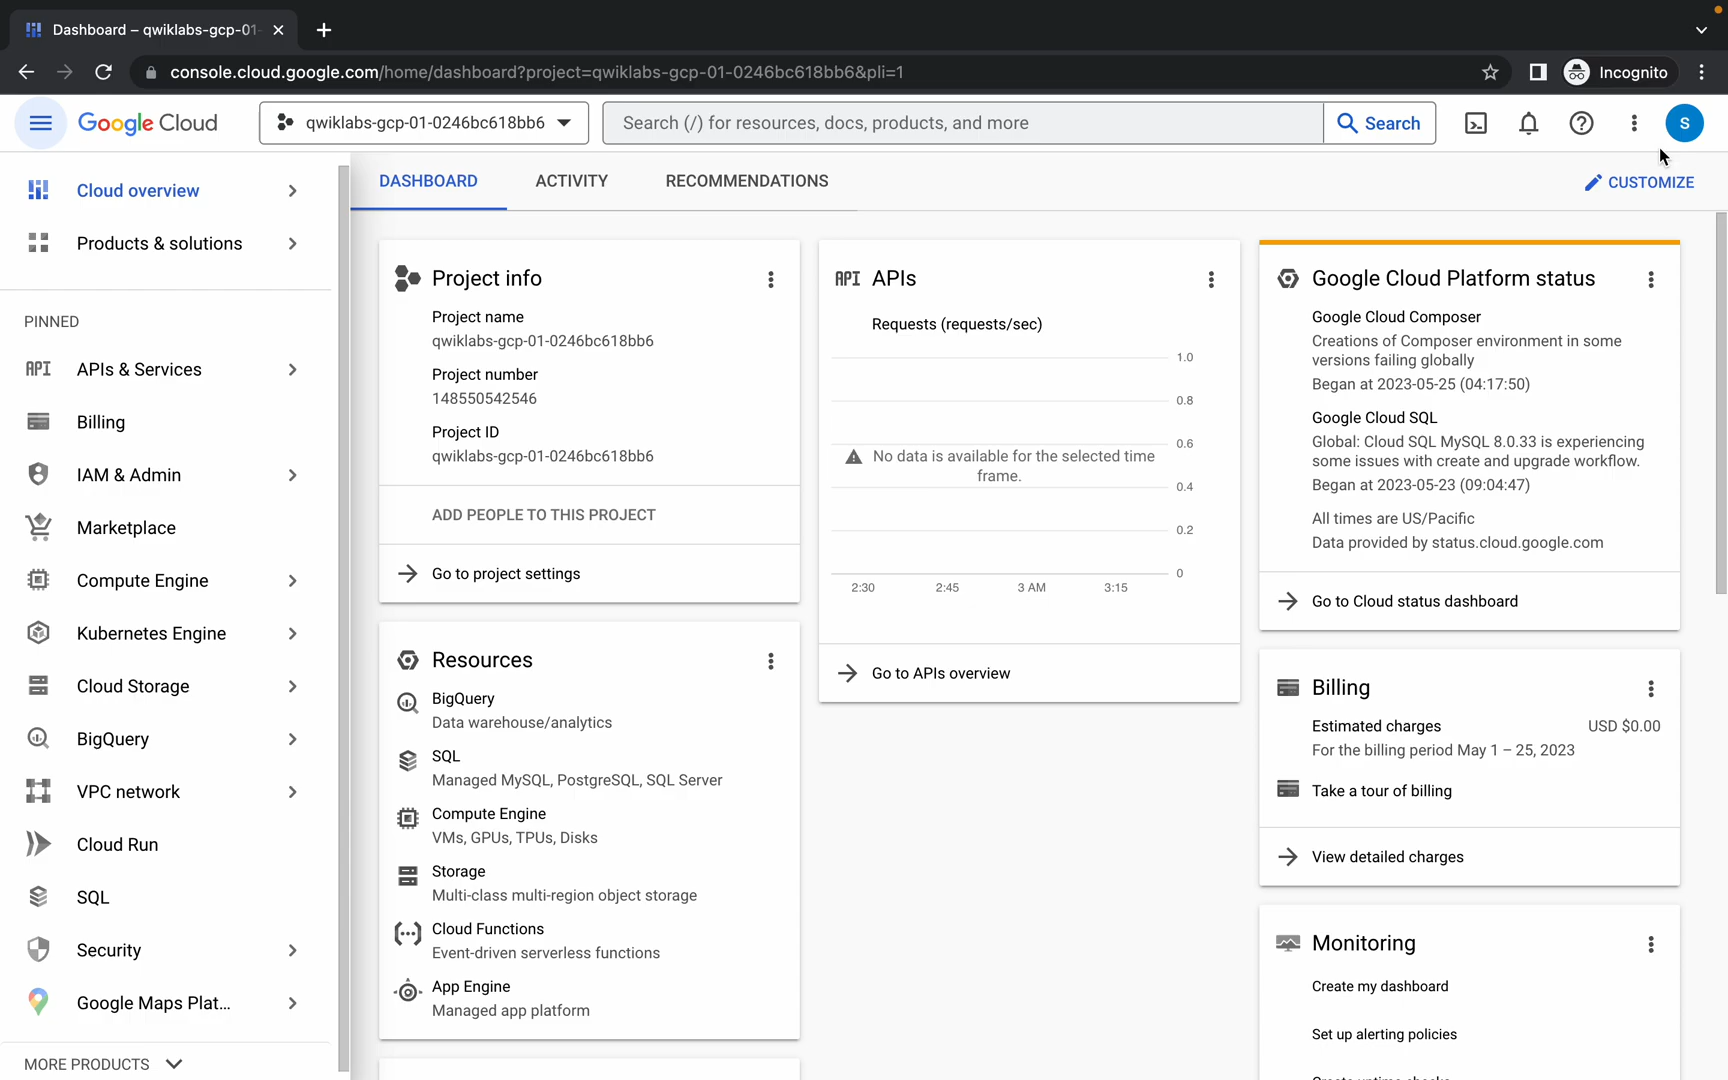 Dashboard – qwiklabs-gcp-01-
console.cloud.google.com/home/dashboard?project=qwiklabs-gcp-01-0246bc618bb6&pli=1
Incognito
Google Cloud
qwiklabs-gcp-01-0246bc618bb6
Search (/) for resources, docs, products, and more
Search
S
Cloud overview
Products & solutions
PINNED
API APIs & Services
Billing
IAM & Admin
Marketplace
Compute Engine
Kubernetes Engine
Cloud Storage
BigQuery
VPC network
Cloud Run
SQL
Security
Google Maps Plat...
MORE PRODUCTS
DASHBOARD
ACTIVITY
RECOMMENDATIONS
CUSTOMIZE
Project info
Project name
qwiklabs-gcp-01-0246bc618bb6
Project number
148550542546
Project ID
qwiklabs-gcp-01-0246bc618bb6
ADD PEOPLE TO THIS PROJECT
Go to project settings
Resources
BigQuery
Data warehouse/analytics
SQL
Managed MySQL, PostgreSQL, SQL Server
Compute Engine
VMs, GPUs, TPUs, Disks
Storage
Multi-class multi-region object storage
Cloud Functions
Event-driven serverless functions
App Engine
Managed app platform
API APIs
Requests (requests/sec)
1.0
0.8
0.6
No data is available for the selected time
frame.
0.4
0.2
0
2:30
2:45
3 AM
3:15
Go to APIs overview
Google Cloud Platform status
Google Cloud Composer
Creations of Composer environment in some
versions failing globally
Began at 2023-05-25 (04:17:50)
Google Cloud SQL
Global: Cloud SQL MySQL 8.0.33 is experiencing
some issues with create and upgrade workflow.
Began at 2023-05-23 (09:04:47)
All times are US/Pacific
Data provided by status.cloud.google.com
Go to Cloud status dashboard
Billing
Estimated charges
USD $0.00
For the billing period May 1 – 25, 2023
Take a tour of billing
View detailed charges
Monitoring
Create my dashboard
Set up alerting policies